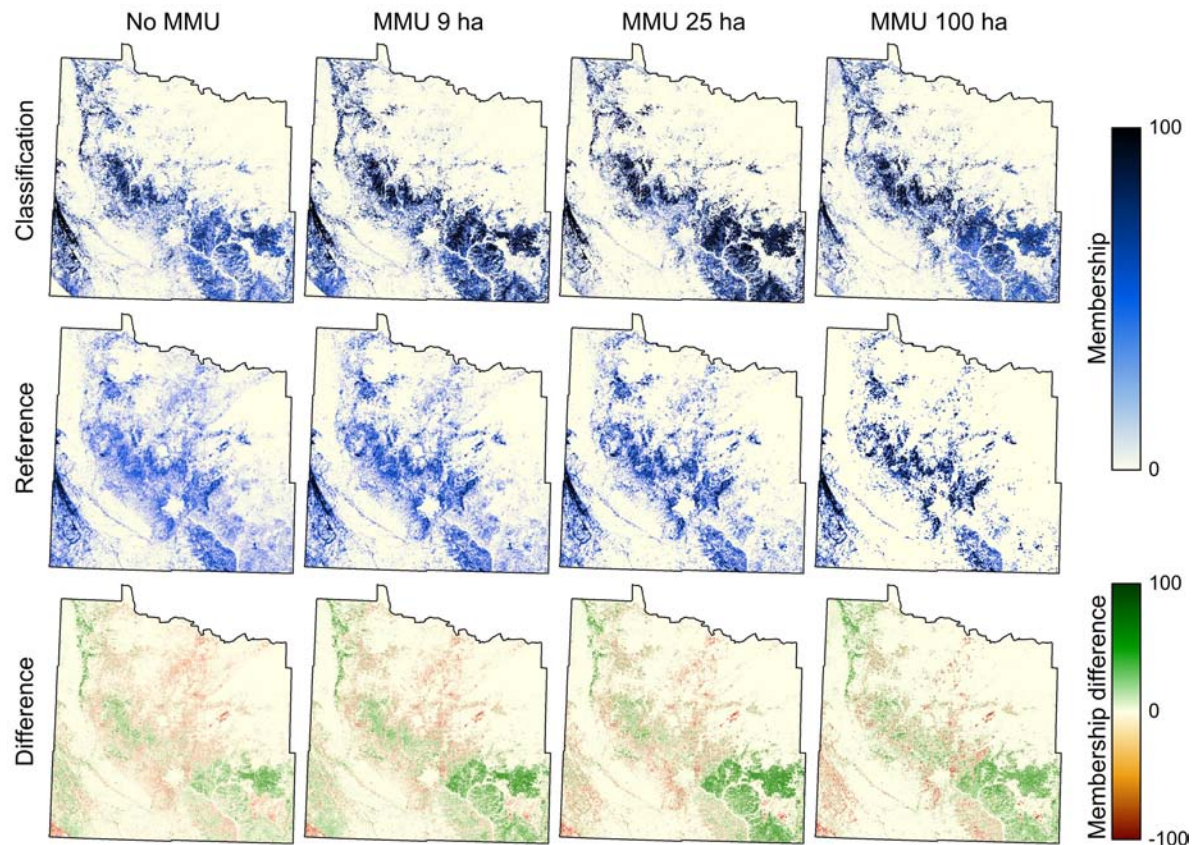 No MMU
MMU 9 ha
MMU 25 ha
MMU 100 ha
Classification
100
Membership
0
Reference
Difference
100
Membership difference
0
-100